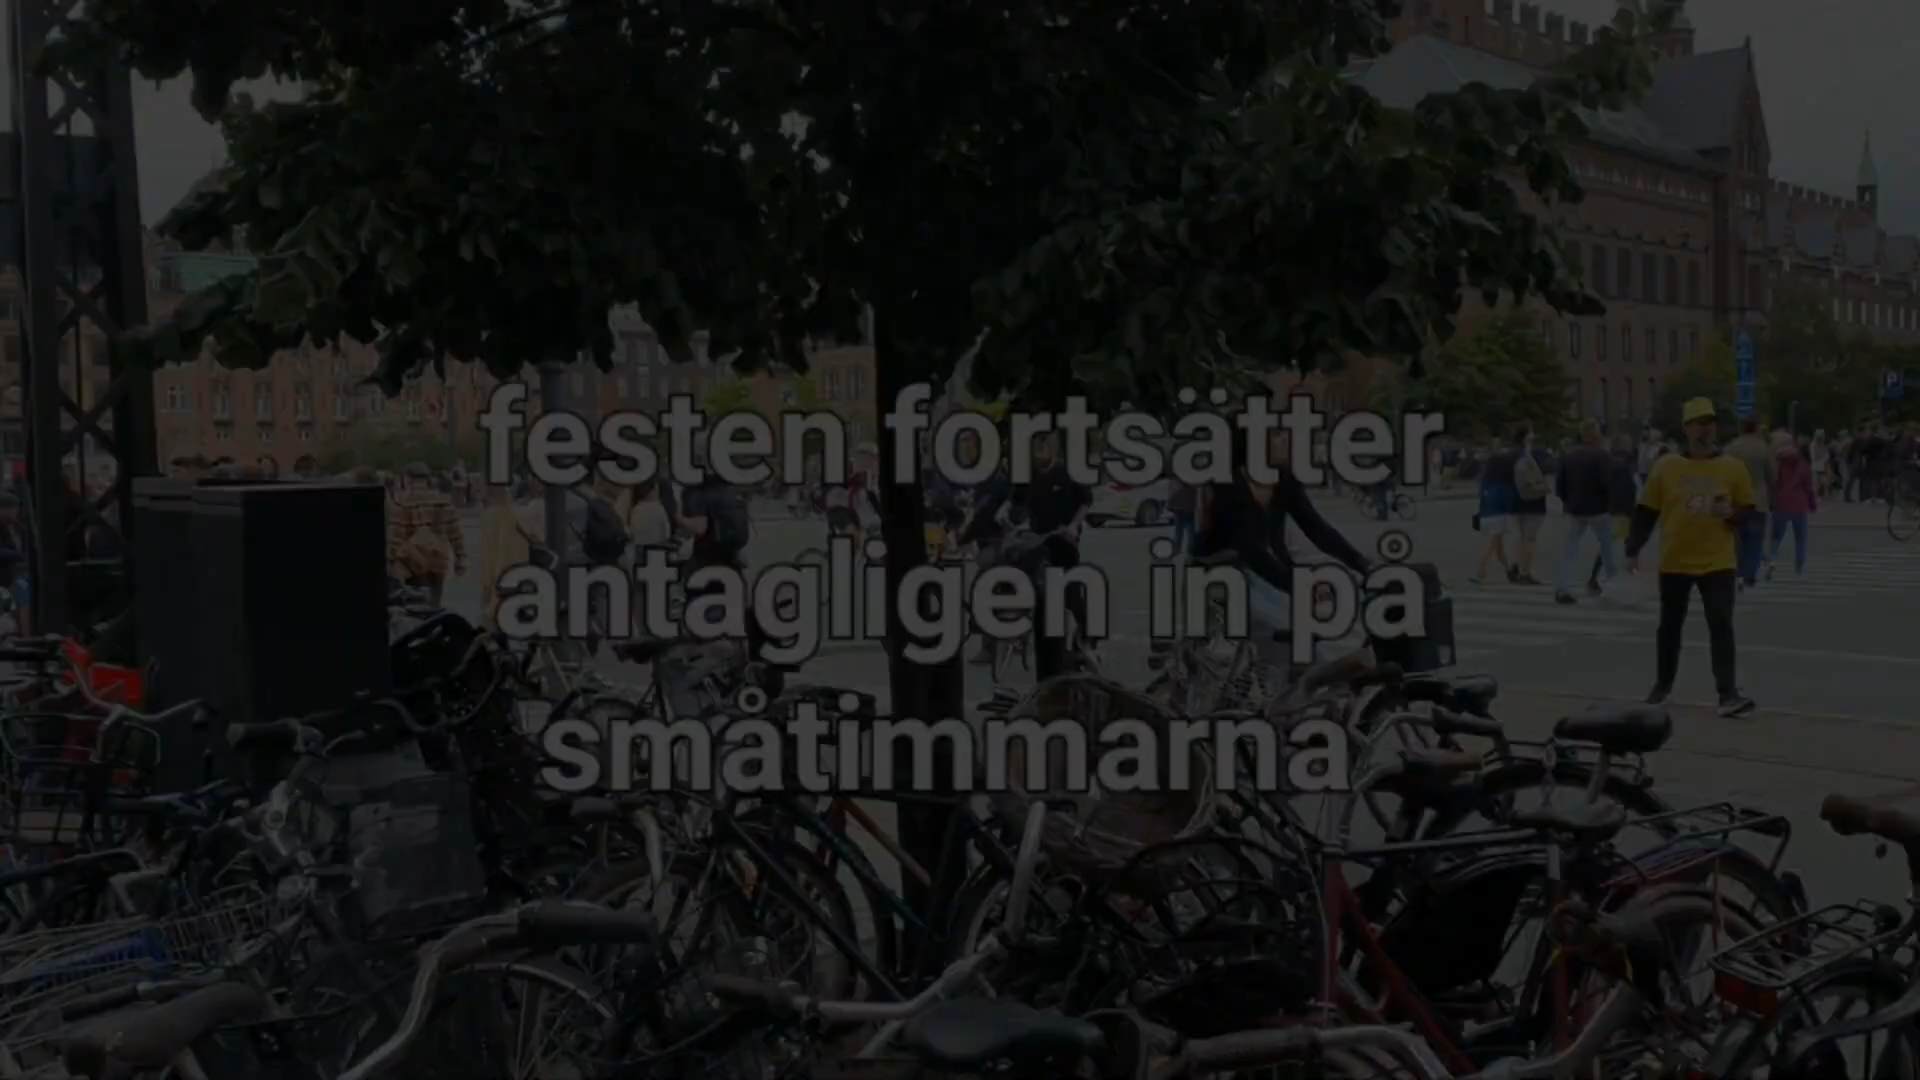 festen fortsätter
antagligen in på
småtimmarna
P